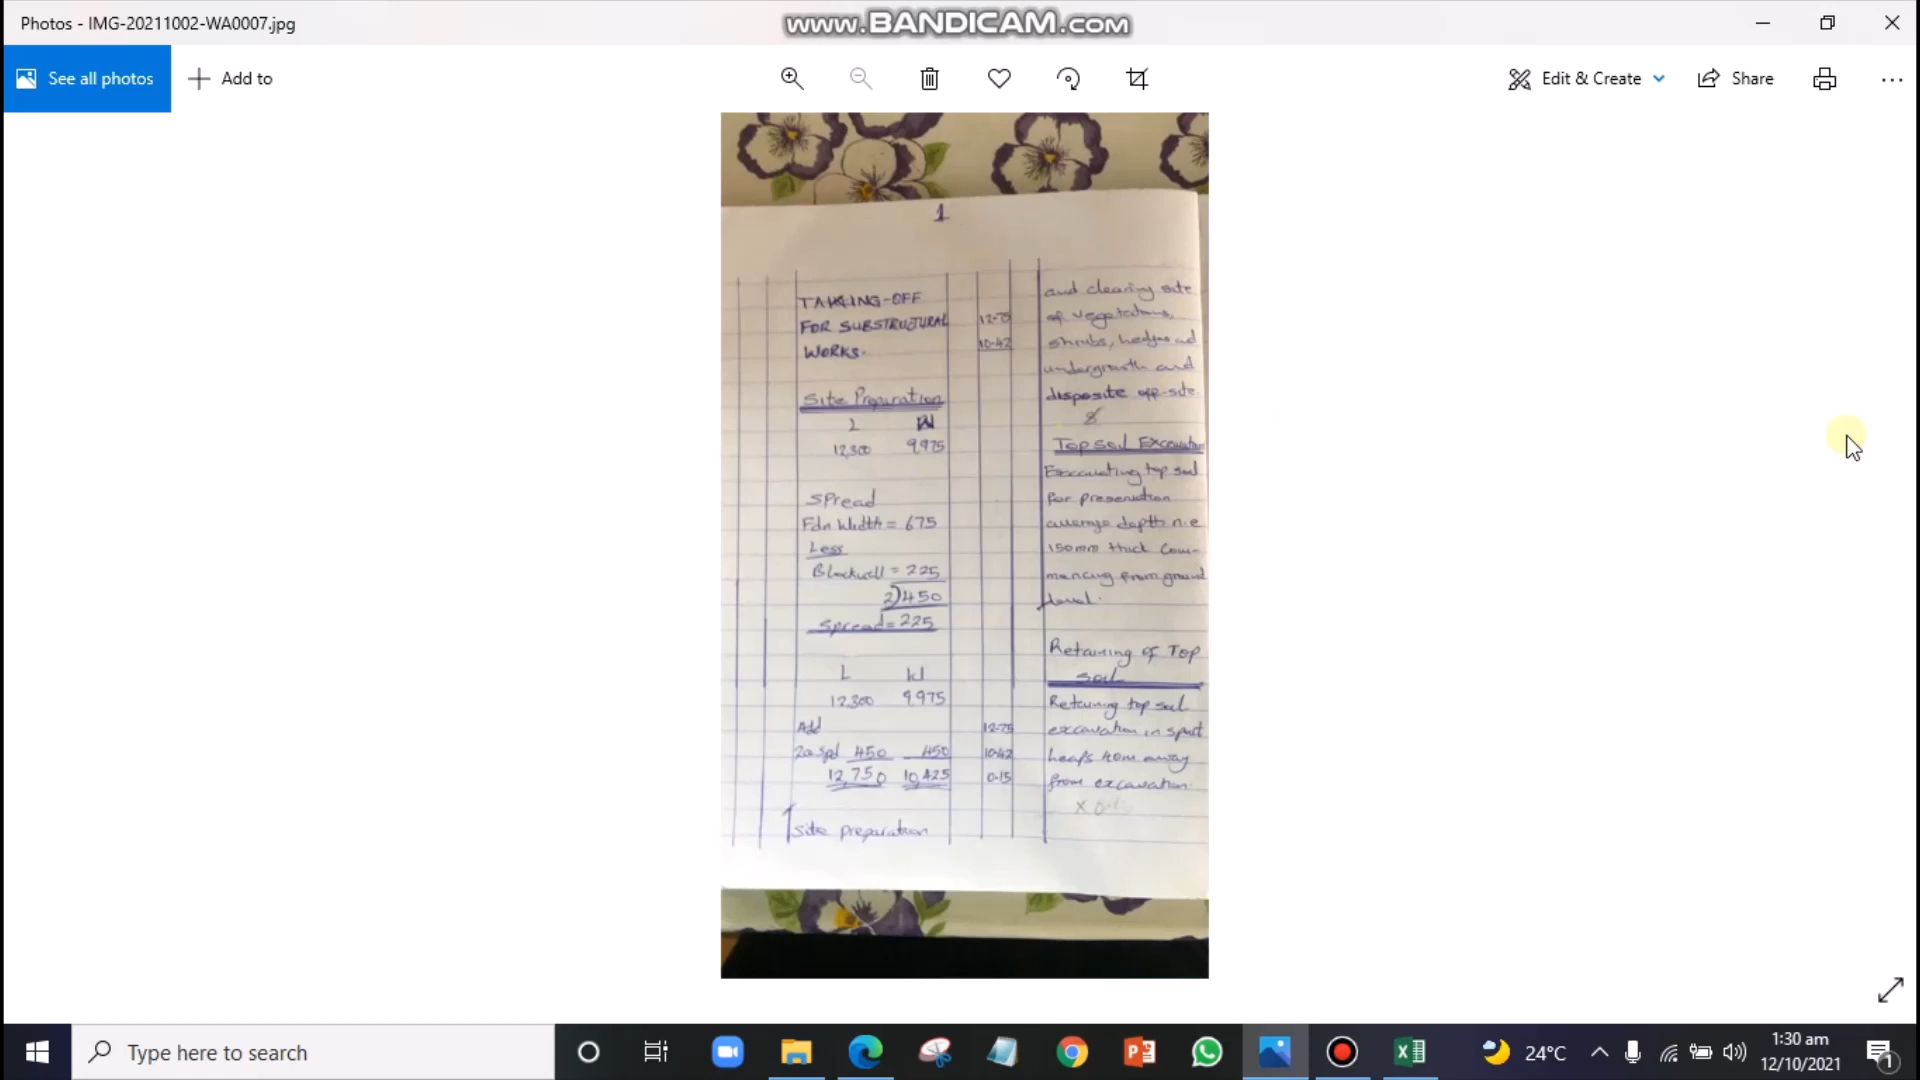 Photos - IMG-20211002-WA0007.jpg
www.BANDICAM.com
See all photos
Add to
Edit & Create
Share
1
TAKING-OFF
FOR SUBSTRUCTURAL
WORKS.
Site Preparation
L W
12,300 9,975
Spread
Fdn Width = 675
Less
Blockwall = 225
2)450
Spread = 225
L W
12,300 9,975
Add
2a spd 450 450
12,750 10,425
Site preparation
12.75
10.42
12.75
10.42
0.15
and clearing site
of vegetations,
shrubs, hedges and
undergrowth and
disposite off-site
&
Top soil Excavation
Excavating top soil
for preservation
average depth n.e
150mm thick com-
mencing from ground
level.
Retaining of Top
soil
Retaining top soil
excavation in spoil
heaps 40m away
from excavation.
Type here to search
24°C
1:30 am
12/10/2021
1